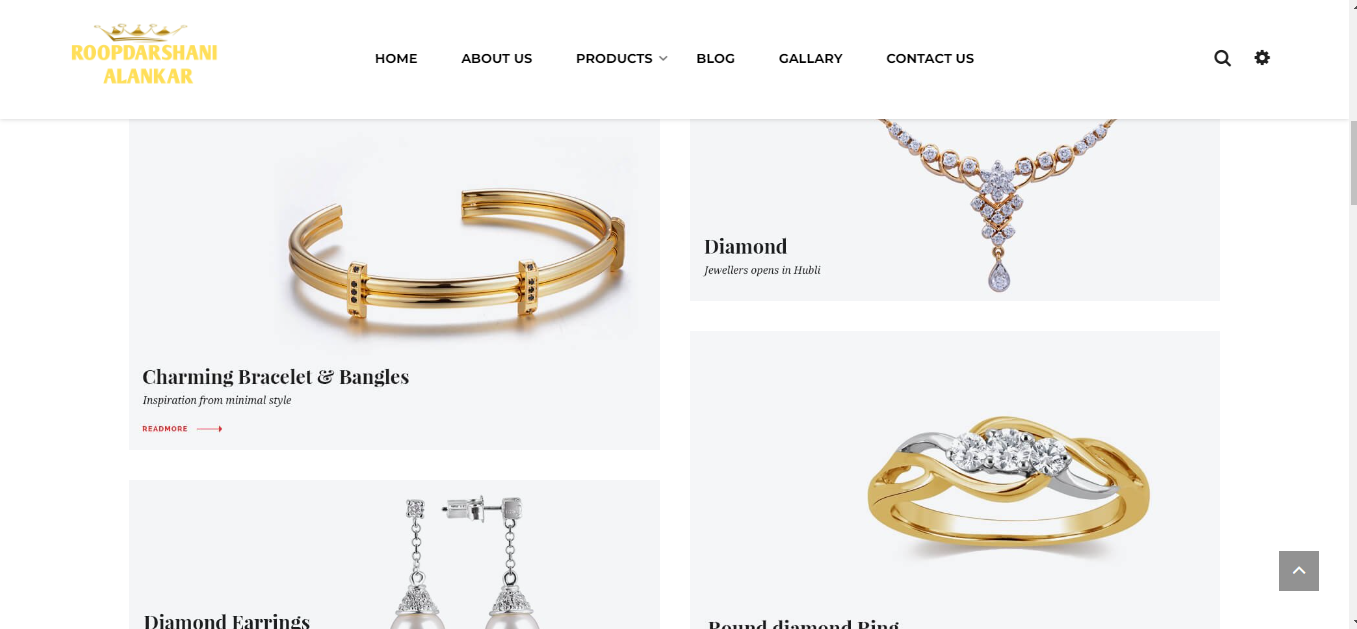 ROOPDARSHANI
ALANKAR
HOME ABOUT US PRODUCTS BLOG GALLARY CONTACT US
Diamond
Jewellers opens in Hubli
Charming Bracelet & Bangles
Inspiration from minimal style
READMORE
Diamond Earrings
Round diamond Ring